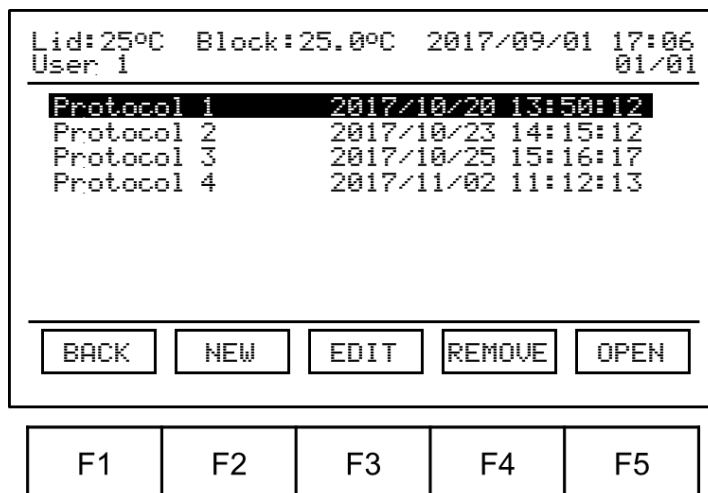 Lid:25ºC Block:25.0ºC 2017/09/01 17:06
User 1 01/01
Protocol 1 2017/10/20 13:50:12
Protocol 2 2017/10/23 14:15:12
Protocol 3 2017/10/25 15:16:17
Protocol 4 2017/11/02 11:12:13
BACK NEW EDIT REMOVE OPEN
F1 F2 F3 F4 F5